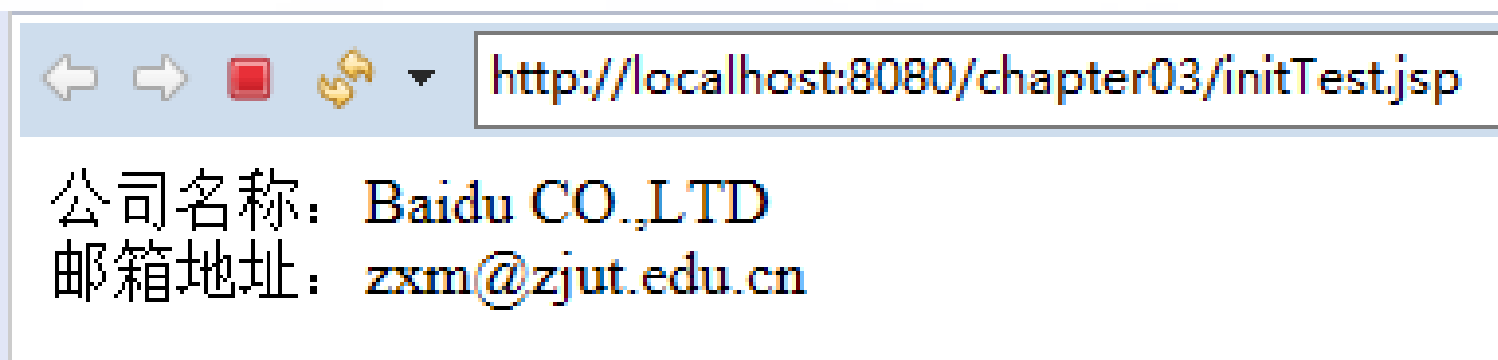 http://localhost:8080/chapter03/initTest.jsp
公司名称：Baidu CO.,LTD
邮箱地址：zxm@zjut.edu.cn